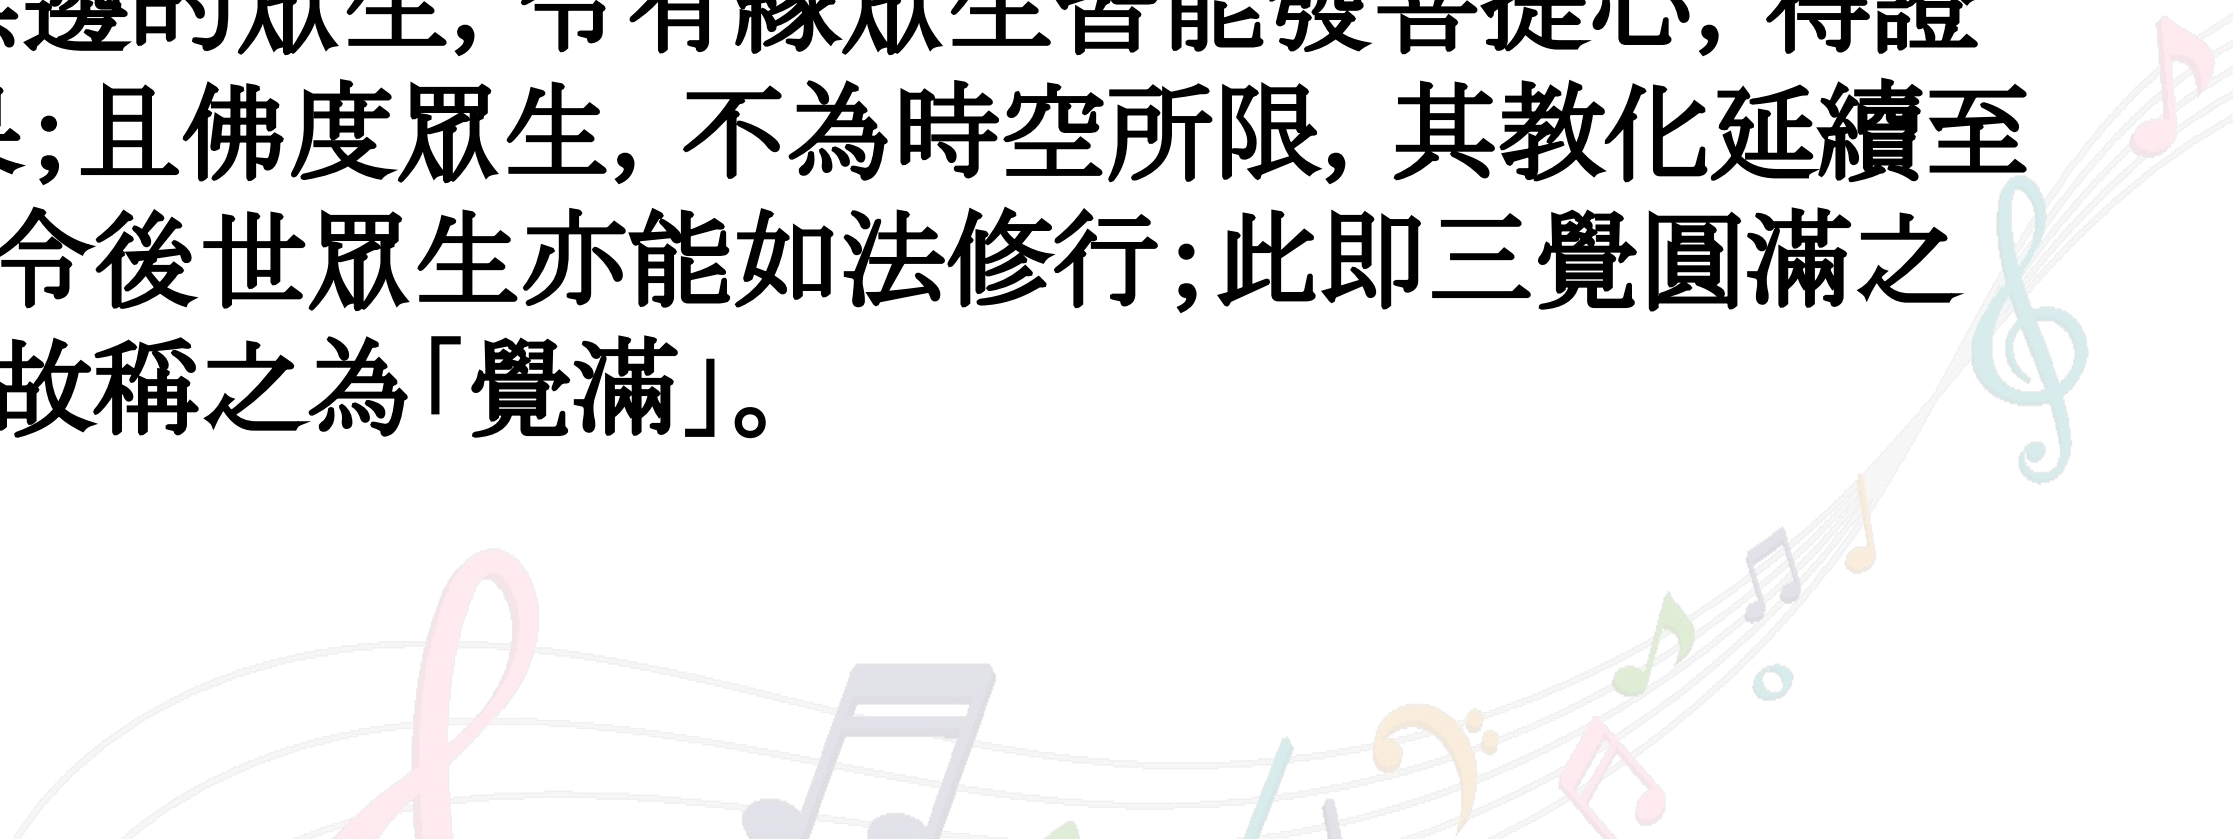 邊的眾生，令有緣眾生皆能發菩提心，得證
；且佛度眾生，不為時空所限，其教化延續至
令後世眾生亦能如法修行；此即三覺圓滿之
故稱之為「覺滿」。